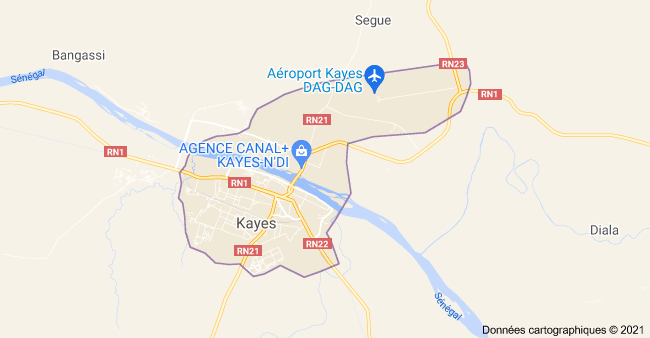 Segue
Bangassi
Sénégal
Aéroport Kayes
DAG-DAG
RN23
RN1
RN21
AGENCE CANAL+
KAYES-N'DI
RN1
RN1
Kayes
Diala
RN21
RN22
Sénégal
Données cartographiques © 2021